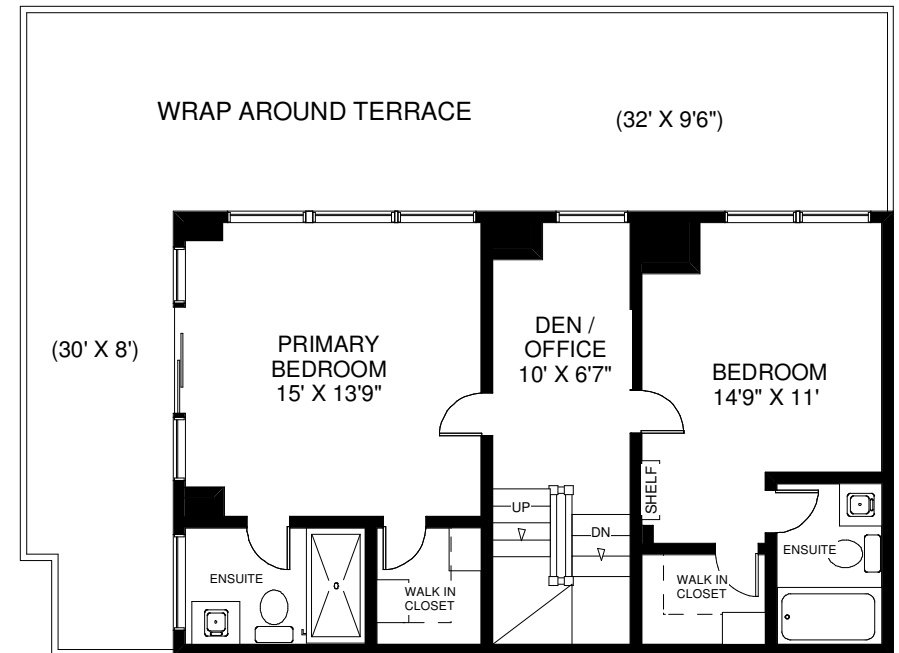 WRAP AROUND TERRACE
(32' X 9'6")
(30' X 8')
PRIMARY
BEDROOM
15' X 13'9"
DEN /
OFFICE
10' X 6'7"
BEDROOM
14'9" X 11'
SHELF
UP
DN
ENSUITE
WALK IN
CLOSET
WALK IN
CLOSET
ENSUITE